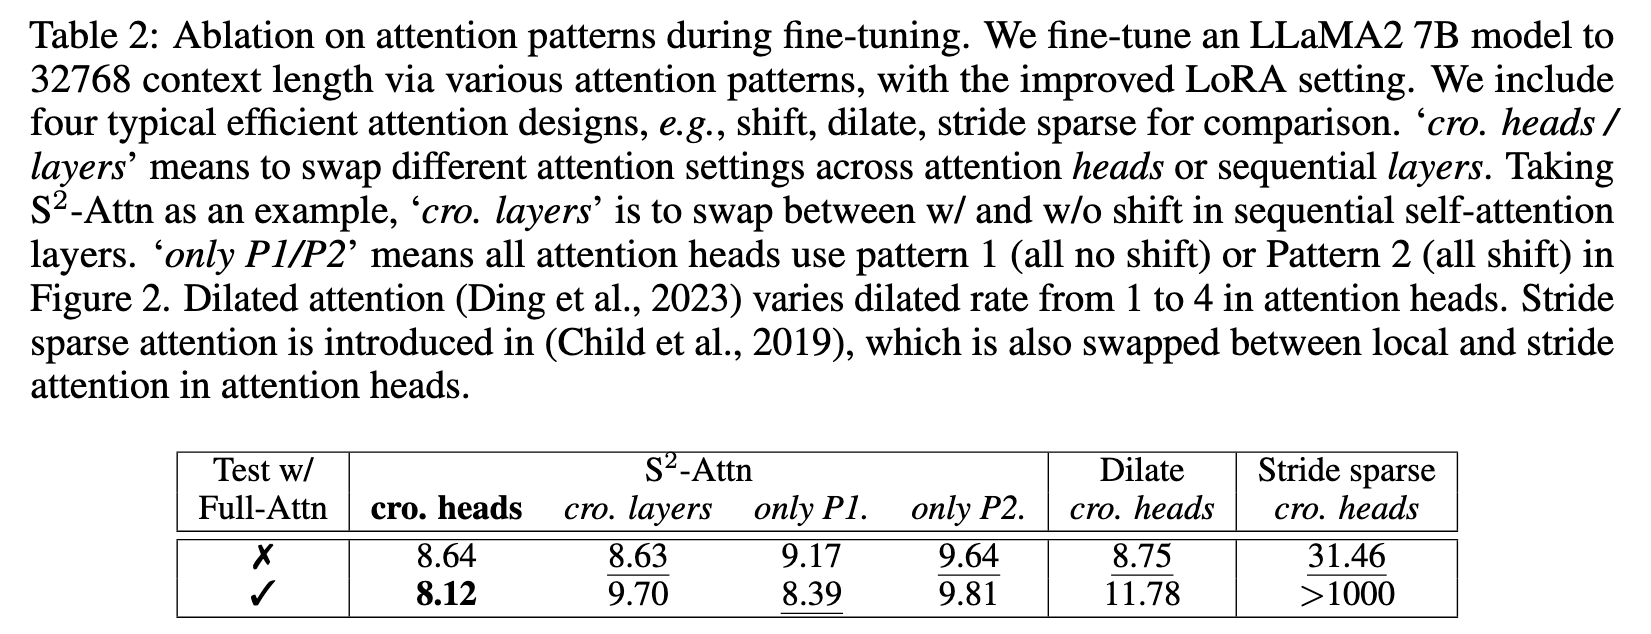 Table 2: Ablation on attention patterns during fine-tuning. We fine-tune an LLaMA2 7B model to
32768 context length via various attention patterns, with the improved LoRA setting. We include
four typical efficient attention designs, e.g., shift, dilate, stride sparse for comparison. ‘cro. heads /
layers’ means to swap different attention settings across attention heads or sequential layers. Taking
S²-Attn as an example, ‘cro. layers’ is to swap between w/ and w/o shift in sequential self-attention
layers. ‘only P1/P2’ means all attention heads use pattern 1 (all no shift) or Pattern 2 (all shift) in
Figure 2. Dilated attention (Ding et al., 2023) varies dilated rate from 1 to 4 in attention heads. Stride
sparse attention is introduced in (Child et al., 2019), which is also swapped between local and stride
attention in attention heads.
Test w/ S²-Attn Dilate Stride sparse
Full-Attn cro. heads cro. layers only P1. only P2. cro. heads cro. heads
✗ 8.64 8.63 9.17 9.64 8.75 31.46
✓ 8.12 9.70 8.39 9.81 11.78 >1000